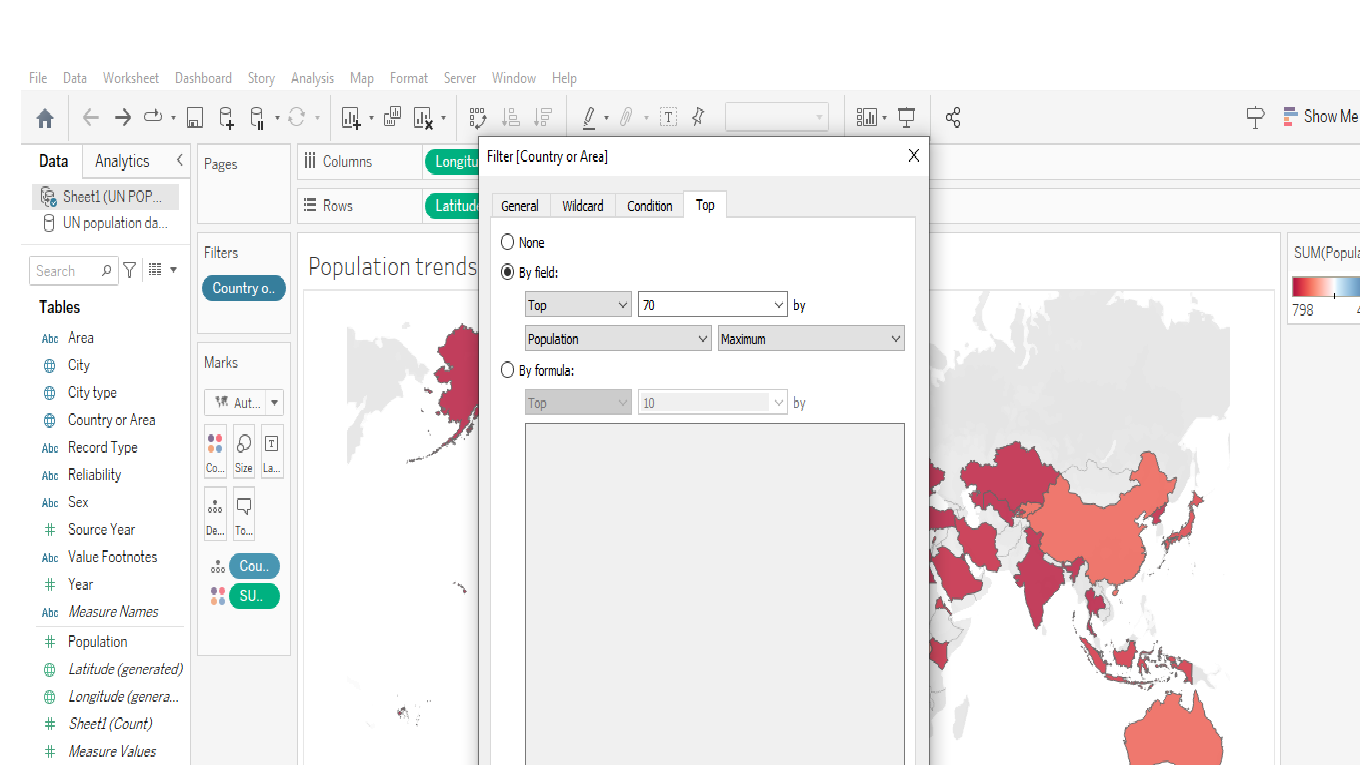 File Data Worksheet Dashboard Story Analysis Map Format Server Window Help
Show Me
Data Analytics
Sheet1 (UN POP...
UN population da...
Search
Tables
Abc Area
City
City type
Country or Area
Abc Record Type
Abc Reliability
Abc Sex
# Source Year
Abc Value Footnotes
# Year
Abc Measure Names
# Population
Latitude (generated)
Longitude (genera...
# Sheet1 (Count)
# Measure Values
Pages
Filters
Country o..
Marks
Aut...
Co... Size La...
De... To...
Cou..
SU..
Columns Longitu
Rows Latitude
Population trends
Filter [Country or Area]
General Wildcard Condition Top
None
By field:
Top 70 by
Population Maximum
By formula:
Top 10 by
SUM(Popula
798 4